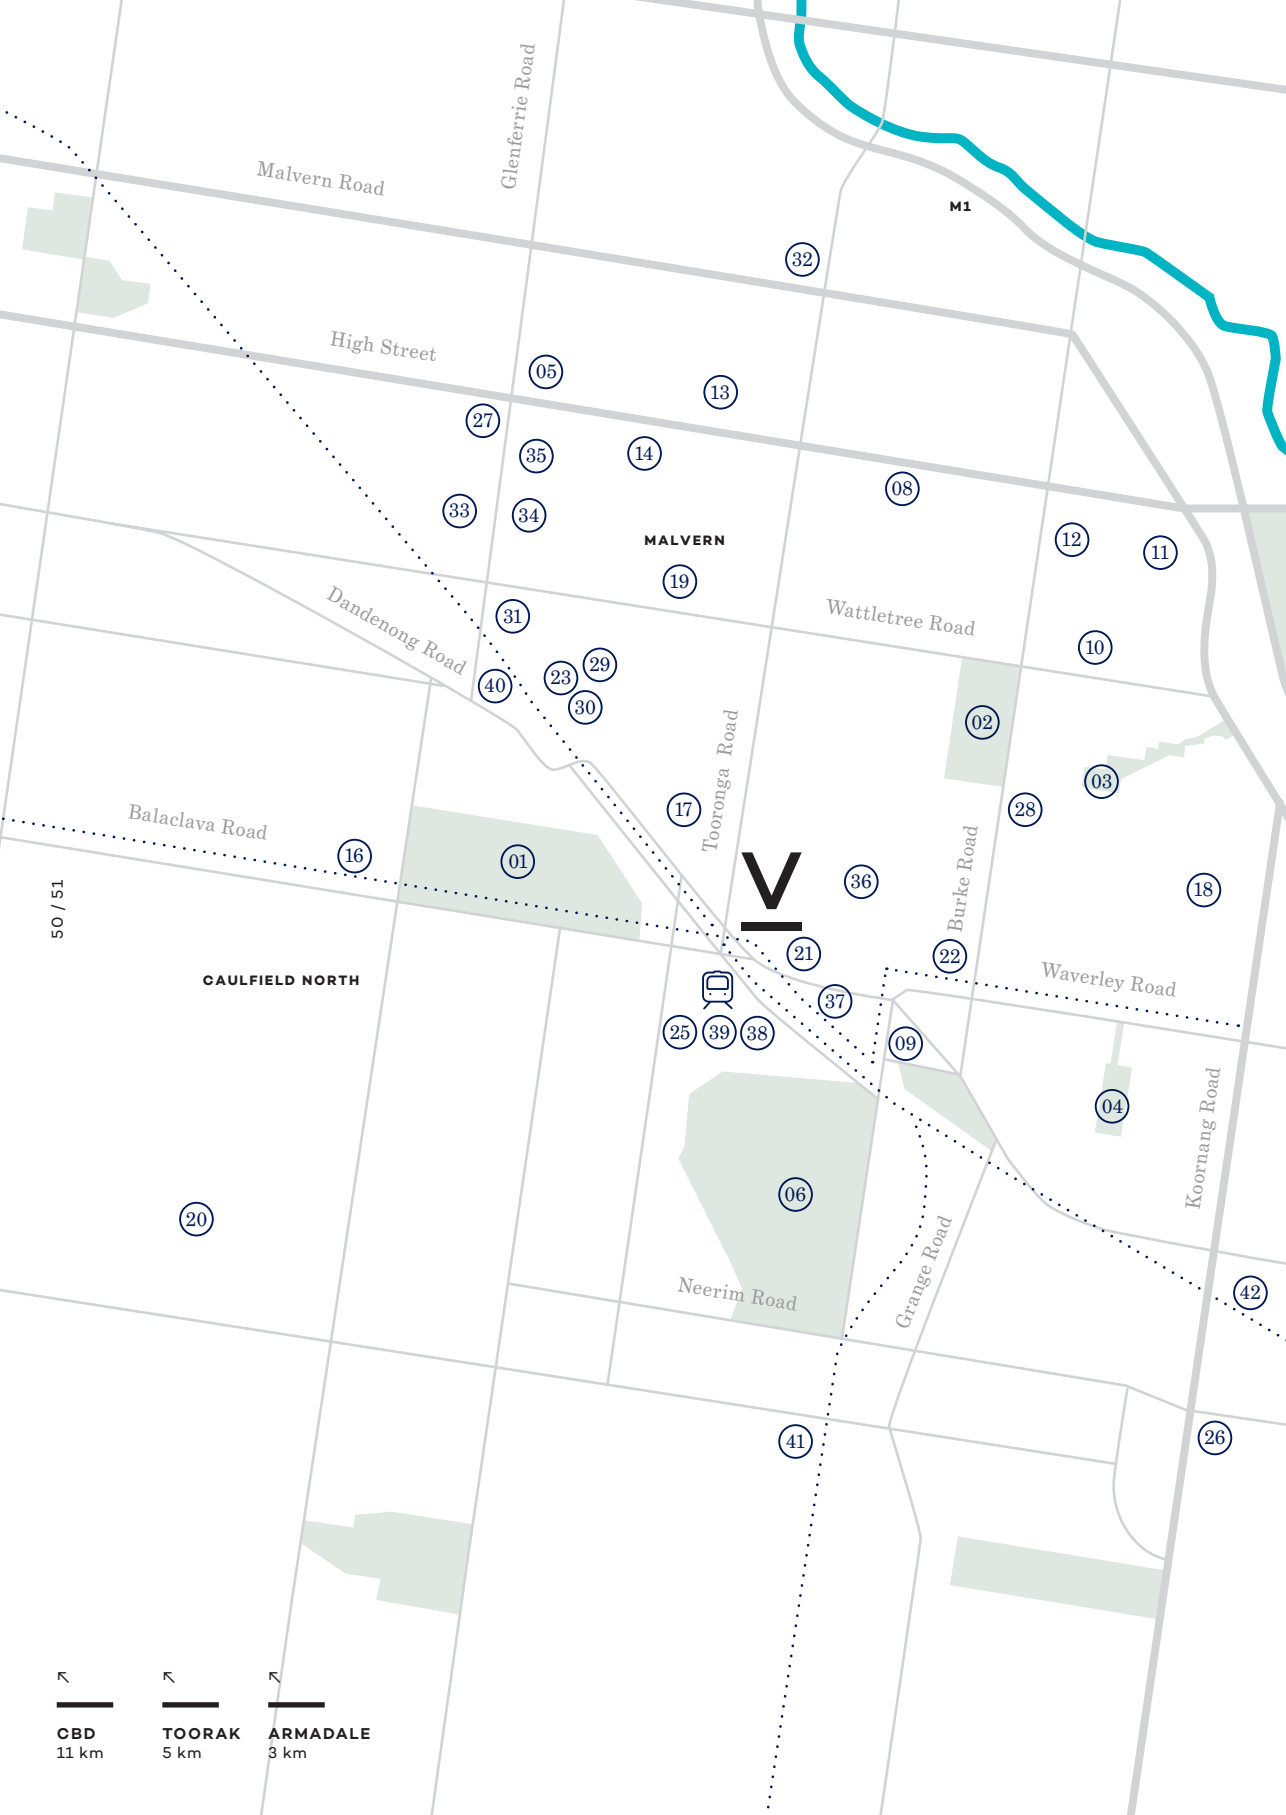 Glenferrie Road
Malvern Road
M1
32
High Street
05
13
27
35
14
08
33
34
MALVERN
12
11
19
Dandenong Road
31
Wattletree Road
10
29
23
40
30
02
Tooronga Road
03
17
28
Balaclava Road
16
01
V
36
Burke Road
18
50 / 51
21
22
CAULFIELD NORTH
Waverley Road
37
25
39
38
09
04
Koornang Road
06
20
Grange Road
Neerim Road
42
41
26
CBD
11 km
TOORAK
5 km
ARMADALE
3 km